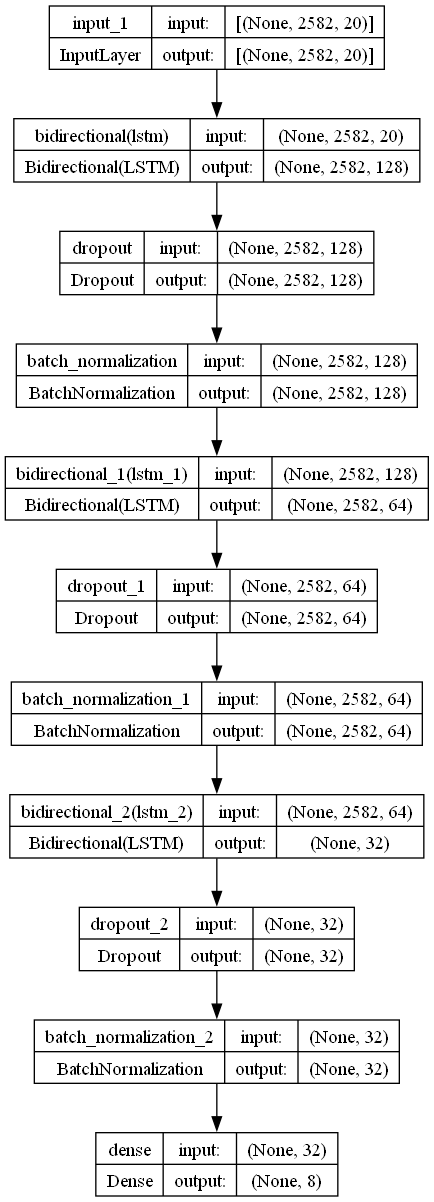 input_1 input: [(None, 2582, 20)]
InputLayer output: [(None, 2582, 20)]
bidirectional(lstm) input: (None, 2582, 20)
Bidirectional(LSTM) output: (None, 2582, 128)
dropout input: (None, 2582, 128)
Dropout output: (None, 2582, 128)
batch_normalization input: (None, 2582, 128)
BatchNormalization output: (None, 2582, 128)
bidirectional_1(lstm_1) input: (None, 2582, 128)
Bidirectional(LSTM) output: (None, 2582, 64)
dropout_1 input: (None, 2582, 64)
Dropout output: (None, 2582, 64)
batch_normalization_1 input: (None, 2582, 64)
BatchNormalization output: (None, 2582, 64)
bidirectional_2(lstm_2) input: (None, 2582, 64)
Bidirectional(LSTM) output: (None, 32)
dropout_2 input: (None, 32)
Dropout output: (None, 32)
batch_normalization_2 input: (None, 32)
BatchNormalization output: (None, 32)
dense input: (None, 32)
Dense output: (None, 8)